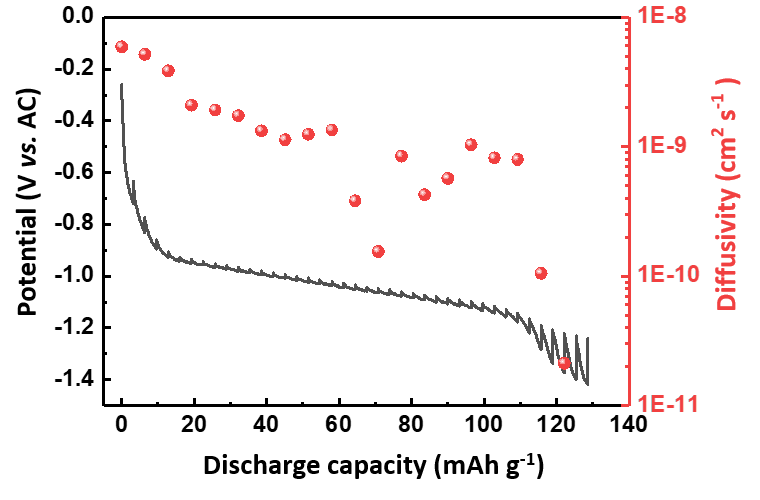 0.0
-0.2
-0.4
-0.6
-0.8
-1.0
-1.2
-1.4
Potential (V vs. AC)
1E-8
1E-9
1E-10
1E-11
Diffusivity (cm² s⁻¹)
0 20 40 60 80 100 120 140
Discharge capacity (mAh g⁻¹)